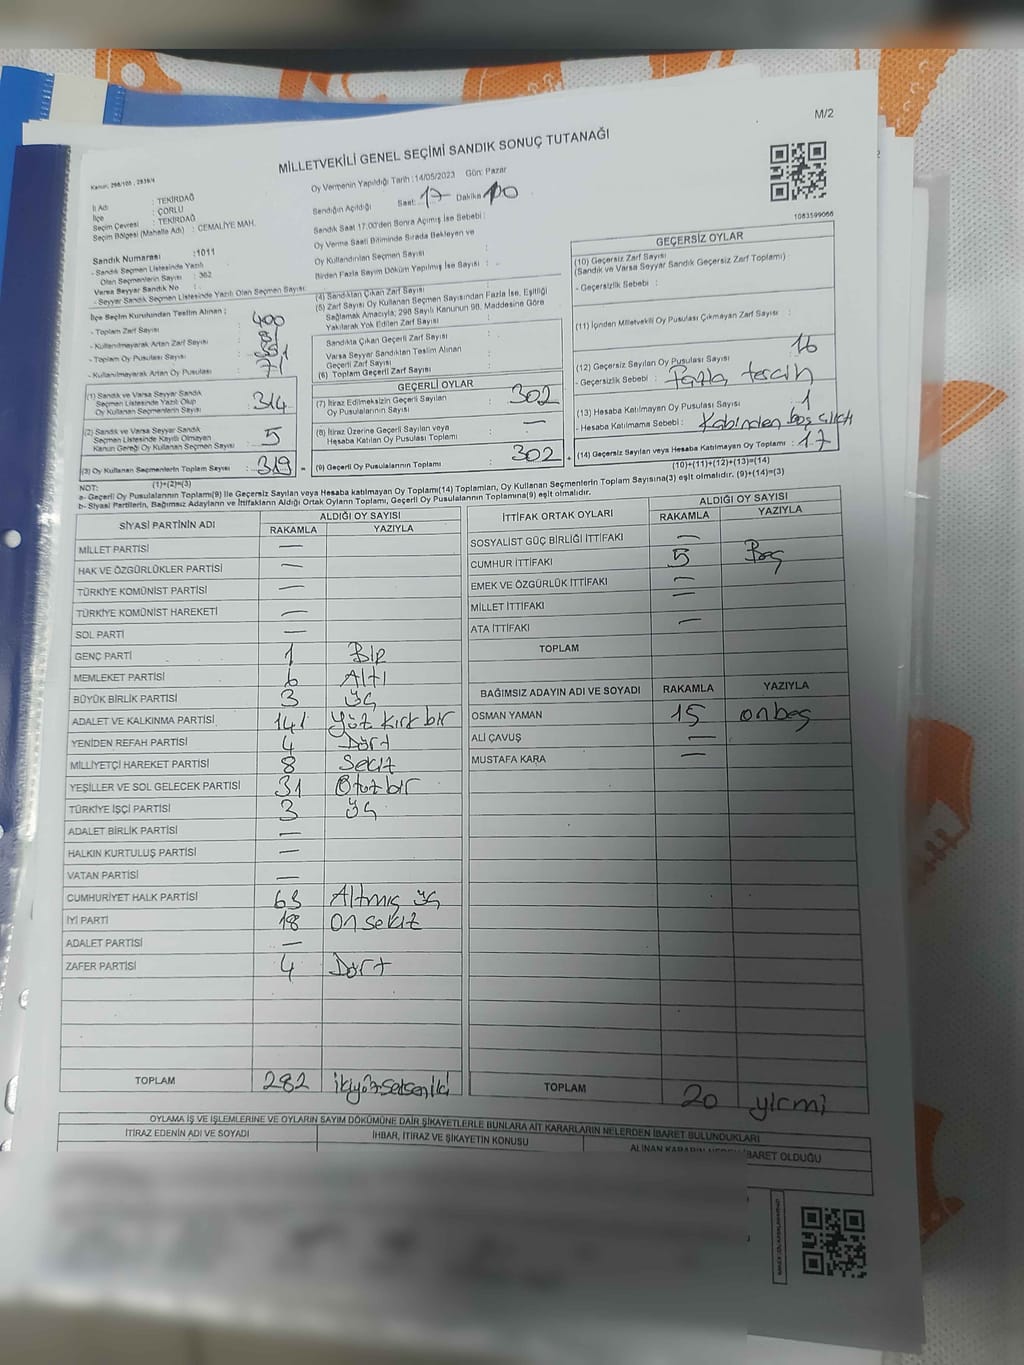 M/2
MİLLETVEKİLİ GENEL SEÇİMİ SANDIK SONUÇ TUTANAĞI
Kanun, 298/105 , 2839/4
Oy Vermenin Yapıldığı Tarih : 14/05/2023 Gün: Pazar
İl Adı : TEKİRDAĞ
İlçe : ÇORLU
Seçim Çevresi : TEKİRDAĞ
Seçim Bölgesi (Mahalle Adı) : CEMALİYE MAH.
Sandığın Açıldığı Saat: 17 Dakika
Sandık Saat 17:00'den Sonra Açımış İse Sebebi :
Oy Verme Saati Bitiminde Sırada Bekleyen ve
Oy Kullandırılan Seçmen Sayısı :
Birden Fazla Sayım Döküm Yapılmış İse Sayısı : -
1083599066
Sandık Numarası :1011
- Sandık Seçmen Listesinde Yazılı
Olan Seçmenlerin Sayısı : 362
Varsa Seyyar Sandık No :
- Seyyar Sandık Seçmen Listesinde Yazılı Olan Seçmen Sayısı:
İlçe Seçim Kurulundan Teslim Alınan ;
- Toplam Zarf Sayısı : 400
- Kullanılmayarak Artan Zarf Sayısı : 81
- Toplam Oy Pusulası Sayısı :
- Kullanılmayarak Artan Oy Pusulası : 71
(1) Sandık ve Varsa Seyyar Sandık
Seçmen Listesinde Yazılı Olup
Oy Kullanan Seçmenlerin Sayısı : 314
(2) Sandık ve Varsa Seyyar Sandık
Seçmen Listesinde Kayıtlı Olmayan
Kanun Gereği Oy Kullanan Seçmen Sayısı : 5
(3) Oy Kullanan Seçmenlerin Toplam Sayısı : 319
(1)+(2)=(3)
(4) Sandıktan Çıkan Zarf Sayısı :
(5) Zarf Sayısı Oy Kullanan Seçmen Sayısından Fazla İse, Eşitliği
Sağlamak Amacıyla; 298 Sayılı Kanunun 98. Maddesine Göre
Yakılarak Yok Edilen Zarf Sayısı :
Sandıkta Çıkan Geçerli Zarf Sayısı :
Varsa Seyyar Sandıktan Teslim Alınan
Geçerli Zarf Sayısı :
(6) Toplam Geçerli Zarf Sayısı :
GEÇERLİ OYLAR
(7) İtiraz Edilmeksizin Geçerli Sayılan
Oy Pusulalarının Sayısı : 302
(8) İtiraz Üzerine Geçerli Sayılan veya
Hesaba Katılan Oy Pusulası Toplamı : —
(9) Geçerli Oy Pusulalarının Toplamı : 302
GEÇERSİZ OYLAR
(10) Geçersiz Zarf Sayısı
(Sandık ve Varsa Seyyar Sandık Geçersiz Zarf Toplamı) :
- Geçersizlik Sebebi :
(11) İçinden Milletvekili Oy Pusulası Çıkmayan Zarf Sayısı :
(12) Geçersiz Sayılan Oy Pusulası Sayısı : 16
- Geçersizlik Sebebi : Fazla tercih
(13) Hesaba Katılmayan Oy Pusulası Sayısı : 1
- Hesaba Katılmama Sebebi : Kabinden boş çıktı
(14) Geçersiz Sayılan veya Hesaba Katılmayan Oy Toplamı : 17
(10)+(11)+(12)+(13)=(14)
NOT:
a- Geçerli Oy Pusulalarının Toplamı(9) ile Geçersiz Sayılan veya Hesaba katılmayan Oy Toplamı(14) Toplamları, Oy Kullanan Seçmenlerin Toplam Sayısına(3) eşit olmalıdır. (9)+(14)=(3)
b- Siyasi Partilerin, Bağımsız Adayların ve İttifakların Aldığı Ortak Oyların Toplamı, Geçerli Oy Pusulalarının Toplamına(9) eşit olmalıdır.
SİYASİ PARTİNİN ADI ALDIĞI OY SAYISI
RAKAMLA YAZIYLA
MİLLET PARTİSİ —
HAK VE ÖZGÜRLÜKLER PARTİSİ —
TÜRKİYE KOMÜNİST PARTİSİ —
TÜRKİYE KOMÜNİST HAREKETİ —
SOL PARTİ —
GENÇ PARTİ 1 Bir
MEMLEKET PARTİSİ 6 Altı
BÜYÜK BİRLİK PARTİSİ 3 üç
ADALET VE KALKINMA PARTİSİ 141 Yüz kırk bir
YENİDEN REFAH PARTİSİ 4 Dört
MİLLİYETÇİ HAREKET PARTİSİ 8 Sekiz
YEŞİLLER VE SOL GELECEK PARTİSİ 31 Otuz bir
TÜRKİYE İŞÇİ PARTİSİ 3 üç
ADALET BİRLİK PARTİSİ —
HALKIN KURTULUŞ PARTİSİ —
VATAN PARTİSİ —
CUMHURİYET HALK PARTİSİ 63 Altmış üç
İYİ PARTİ 18 On sekiz
ADALET PARTİSİ —
ZAFER PARTİSİ 4 Dört
TOPLAM 282 ikiyüzseksen iki
İTTİFAK ORTAK OYLARI ALDIĞI OY SAYISI
RAKAMLA YAZIYLA
SOSYALİST GÜÇ BİRLİĞİ İTTİFAKI —
CUMHUR İTTİFAKI 5 Beş
EMEK VE ÖZGÜRLÜK İTTİFAKI —
MİLLET İTTİFAKI —
ATA İTTİFAKI —
TOPLAM
BAĞIMSIZ ADAYIN ADI VE SOYADI RAKAMLA YAZIYLA
OSMAN YAMAN 15 onbeş
ALİ ÇAVUŞ —
MUSTAFA KARA —
TOPLAM 20 yirmi
OYLAMA İŞ VE İŞLEMLERİNE VE OYLARIN SAYIM DÖKÜMÜNE DAİR ŞİKAYETLERLE BUNLARA AİT KARARLARIN NELERDEN İBARET BULUNDUKLARI
İTİRAZ EDENİN ADI VE SOYADI İHBAR, İTİRAZ VE ŞİKAYETİN KONUSU ALINAN KARARIN NEDEN İBARET OLDUĞU